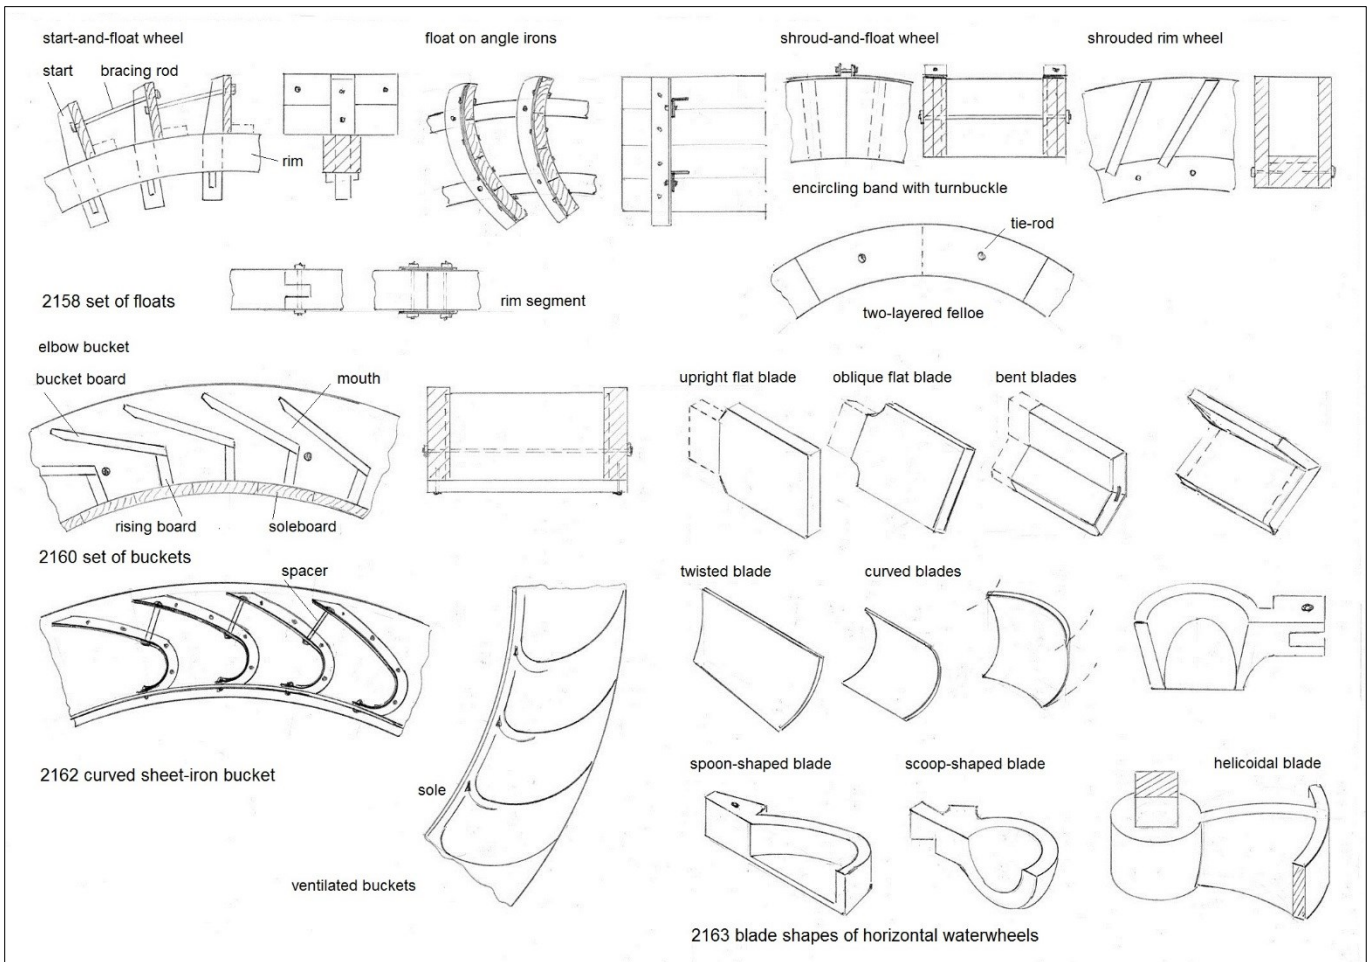 start-and-float wheel
float on angle irons
shroud-and-float wheel
shrouded rim wheel
start
bracing rod
rim
encircling band with turnbuckle
tie-rod
2158 set of floats
rim segment
two-layered felloe
elbow bucket
bucket board
mouth
upright flat blade
oblique flat blade
bent blades
rising board
soleboard
2160 set of buckets
spacer
twisted blade
curved blades
2162 curved sheet-iron bucket
sole
spoon-shaped blade
scoop-shaped blade
helicoidal blade
ventilated buckets
2163 blade shapes of horizontal waterwheels